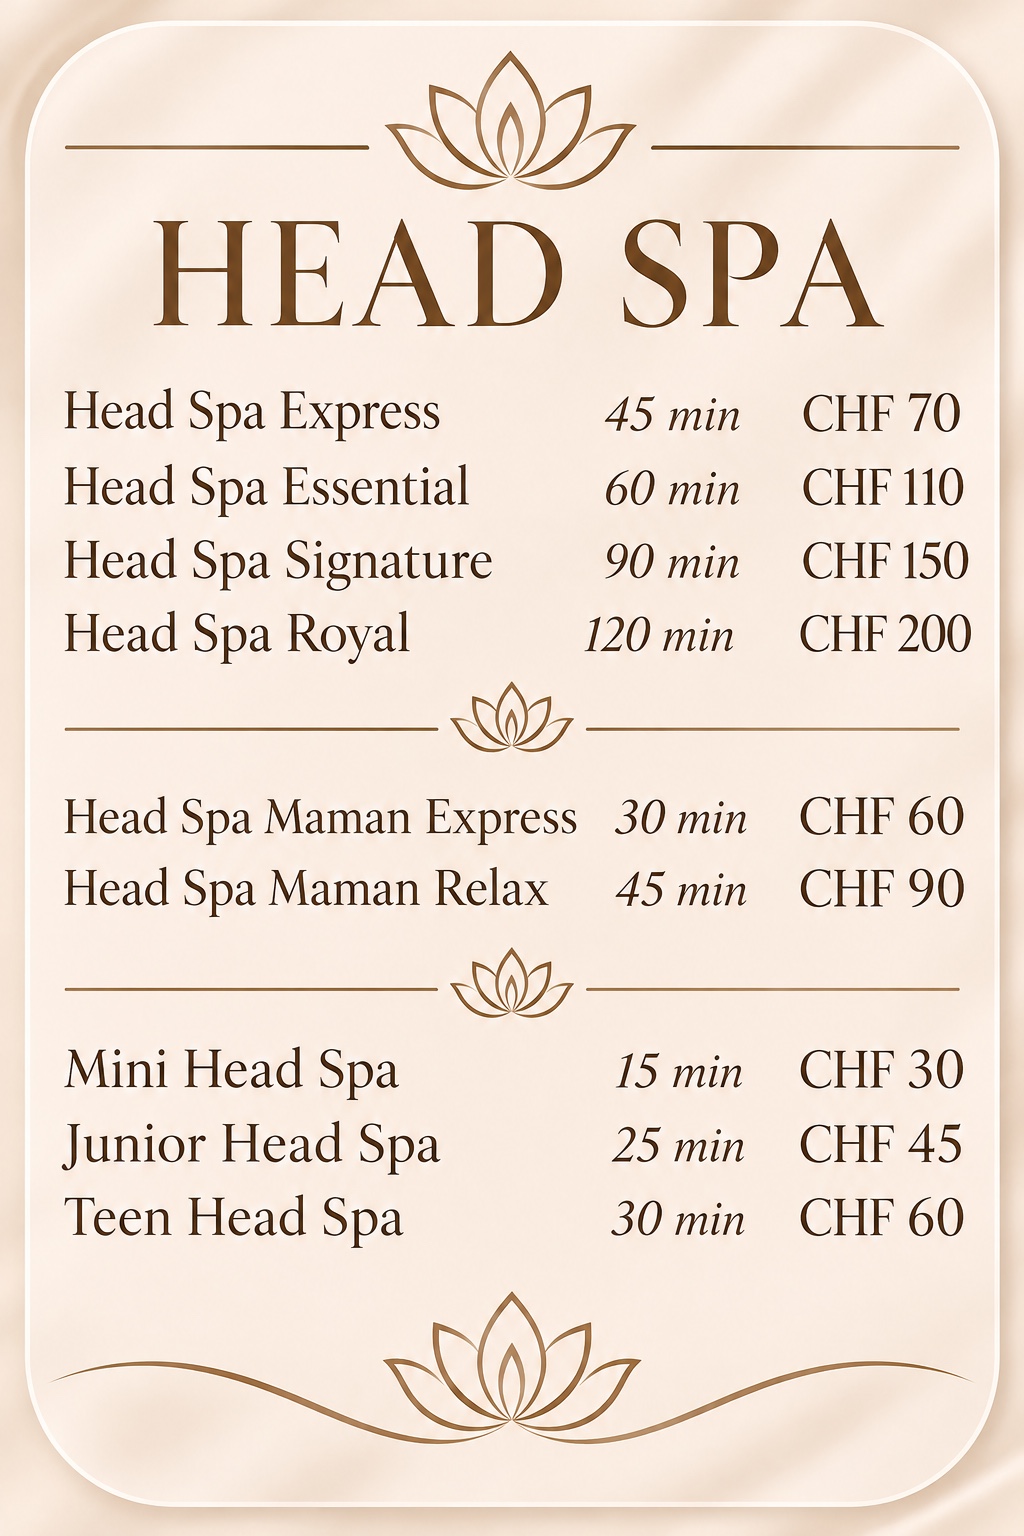 HEAD SPA
Head Spa Express 45 min CHF 70
Head Spa Essential 60 min CHF 110
Head Spa Signature 90 min CHF 150
Head Spa Royal 120 min CHF 200
Head Spa Maman Express 30 min CHF 60
Head Spa Maman Relax 45 min CHF 90
Mini Head Spa 15 min CHF 30
Junior Head Spa 25 min CHF 45
Teen Head Spa 30 min CHF 60